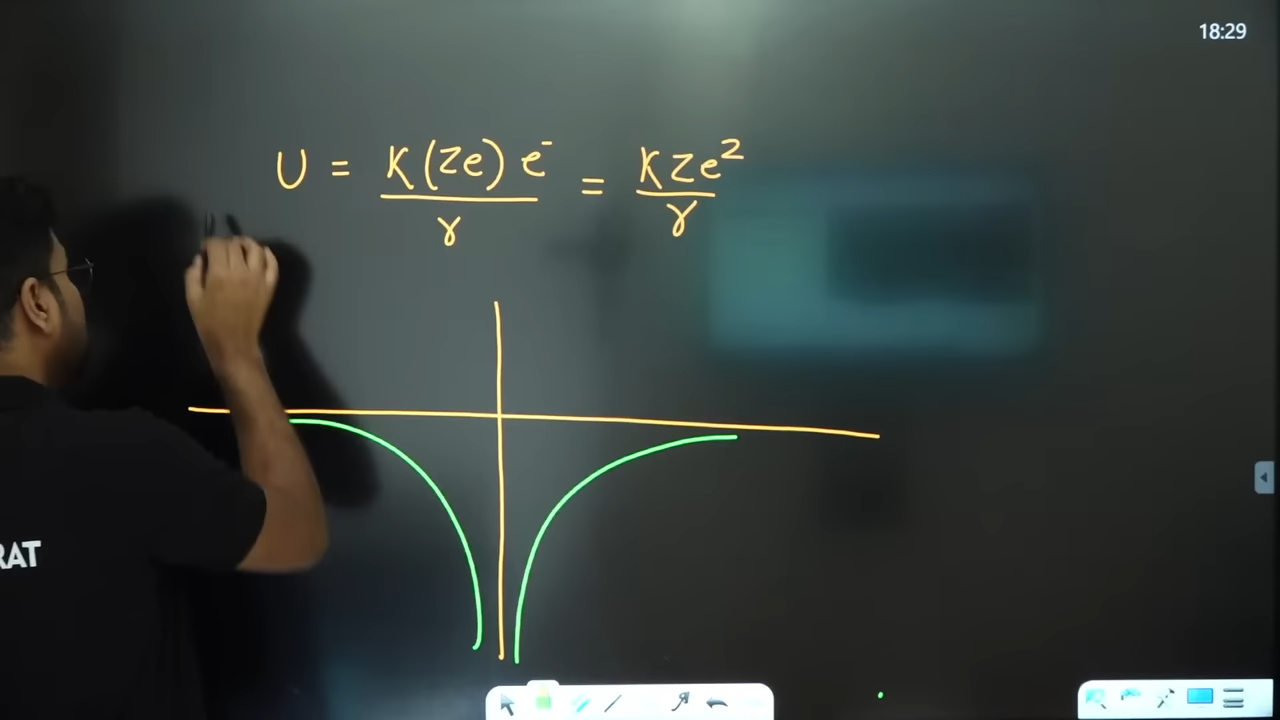 18:29
U = K(Ze) e⁻ / r = KZe² / r
RAT